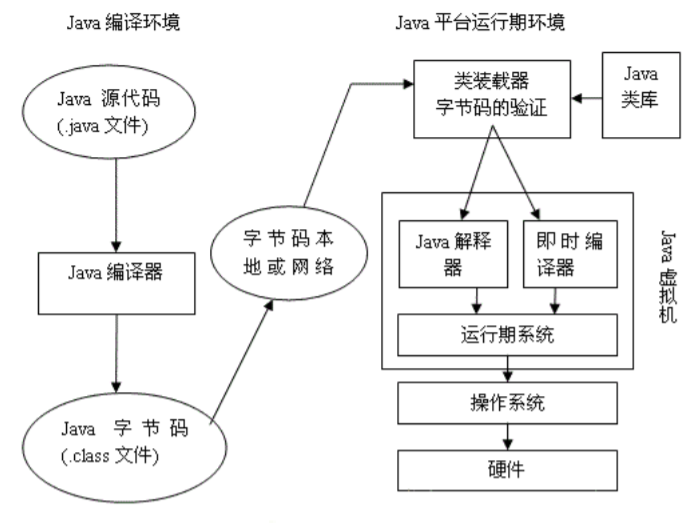 Java 编译环境
Java 源代码
(.java 文件)
Java 编译器
Java 字节码
(.class 文件)
字节码本
地或网络
Java 平台运行期环境
类装载器
字节码的验证
Java
类库
Java 解释
器
即时编
译器
运行期系统
Java 虚拟机
操作系统
硬件